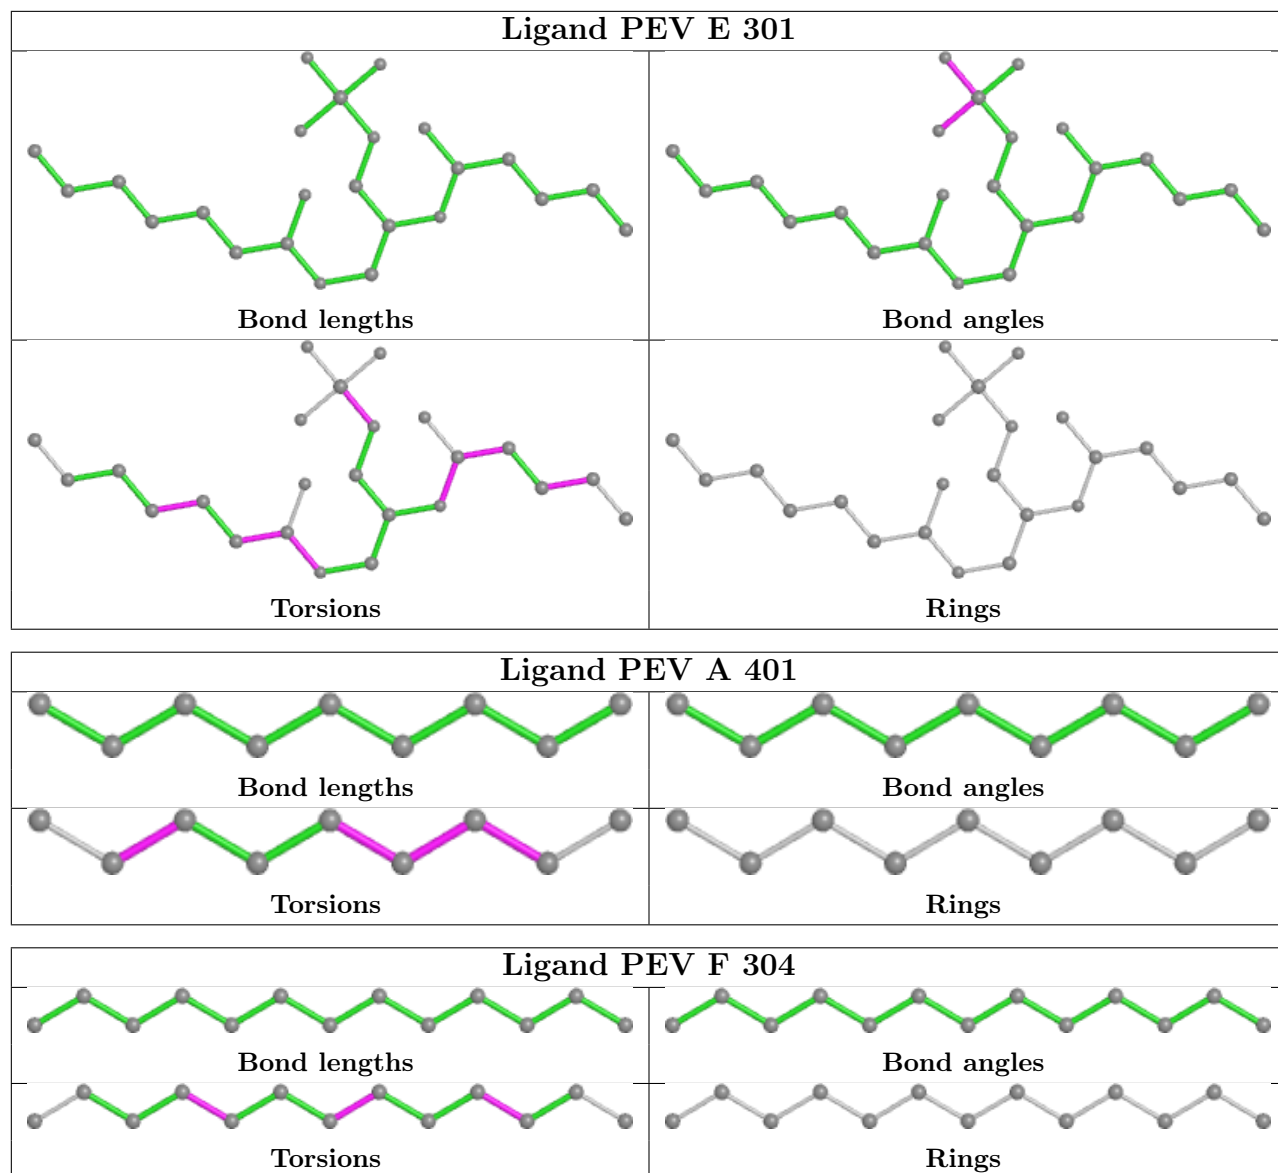 Ligand PEV E 301
Bond lengths
Bond angles
Torsions
Rings
Ligand PEV A 401
Bond lengths
Bond angles
Torsions
Rings
Ligand PEV F 304
Bond lengths
Bond angles
Torsions
Rings